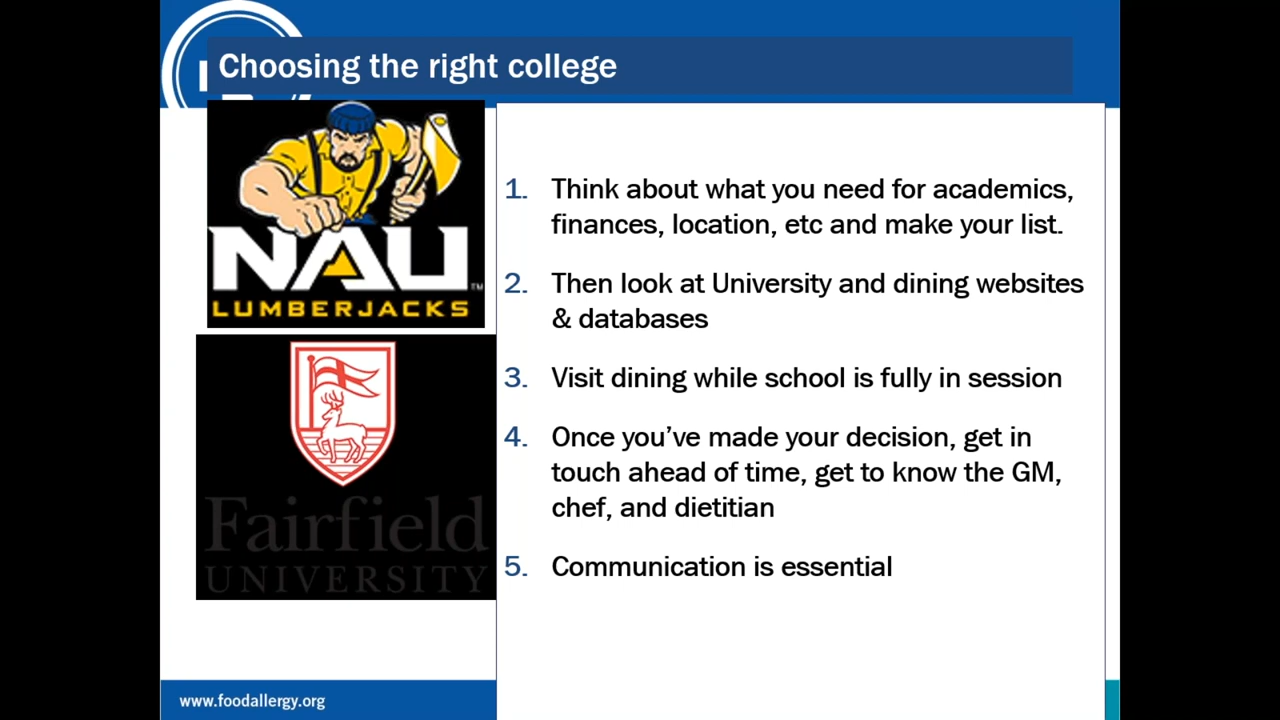 Choosing the right college
NAU™
LUMBERJACKS
Fairfield
UNIVERSITY
1. Think about what you need for academics,
finances, location, etc and make your list.
2. Then look at University and dining websites
& databases
3. Visit dining while school is fully in session
4. Once you’ve made your decision, get in
touch ahead of time, get to know the GM,
chef, and dietitian
5. Communication is essential
www.foodallergy.org